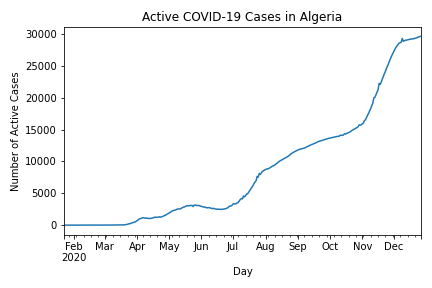 Active COVID-19 Cases in Algeria
Number of Active Cases
30000
25000
20000
15000
10000
5000
0
Feb Mar Apr May Jun Jul Aug Sep Oct Nov Dec
2020
Day